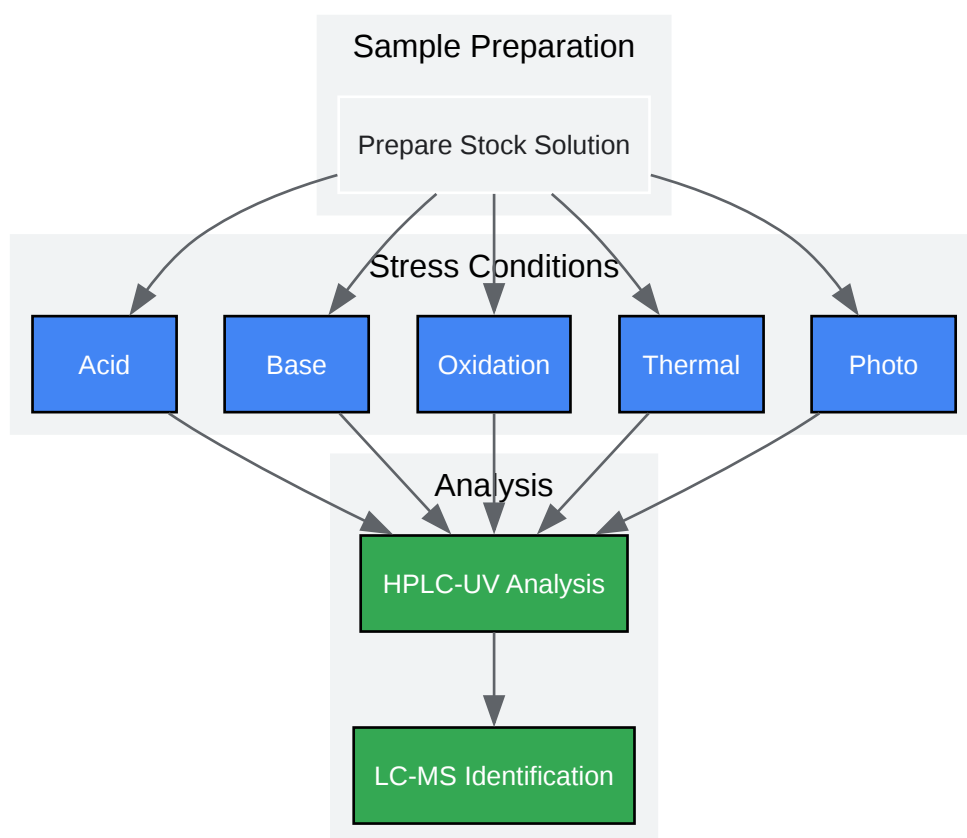 Sample Preparation
Prepare Stock Solution
Stress Conditions
Acid
Base
Oxidation
Thermal
Photo
Analysis
HPLC-UV Analysis
LC-MS Identification